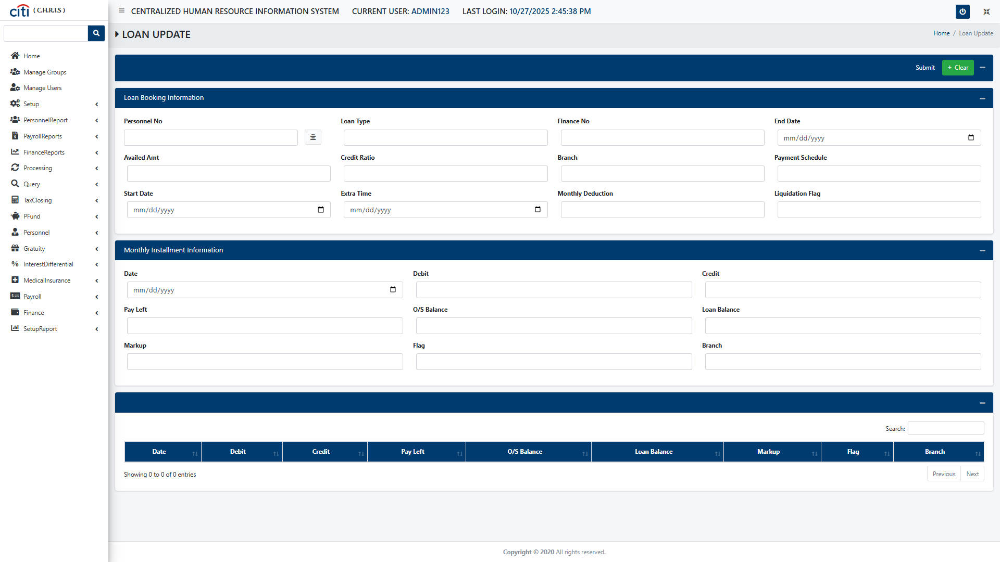 citi ( C.H.R.I.S )
CENTRALIZED HUMAN RESOURCE INFORMATION SYSTEM CURRENT USER: ADMIN123 LAST LOGIN: 10/27/2025 2:45:38 PM
LOAN UPDATE
Home / Loan Update
Home
Manage Groups
Manage Users
Setup
PersonnelReport
PayrollReports
FinanceReports
Processing
Query
TaxClosing
PFund
Personnel
Gratuity
InterestDifferential
MedicalInsurance
Payroll
Finance
SetupReport
Submit + Clear
Loan Booking Information
Personnel No Loan Type Finance No End Date
mm/dd/yyyy
Availed Amt Credit Ratio Branch Payment Schedule
Start Date Extra Time Monthly Deduction Liquidation Flag
mm/dd/yyyy mm/dd/yyyy
Monthly Installment Information
Date Debit Credit
mm/dd/yyyy
Pay Left O/S Balance Loan Balance
Markup Flag Branch
Search:
Date Debit Credit Pay Left O/S Balance Loan Balance Markup Flag Branch
Showing 0 to 0 of 0 entries
Previous Next
Copyright © 2020 All rights reserved.